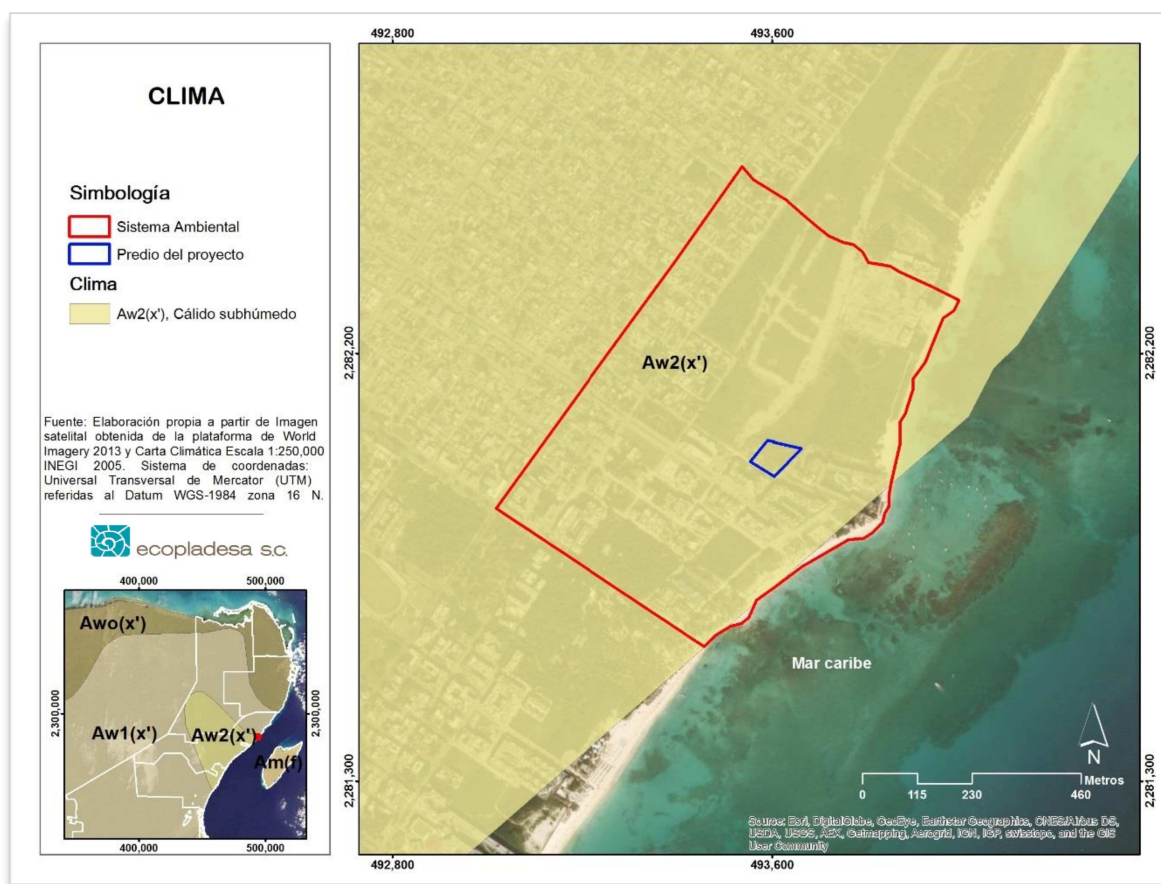 CLIMA
Simbología
Sistema Ambiental
Predio del proyecto
Clima
Aw2(x'), Cálido subhúmedo
Fuente: Elaboración propia a partir de Imagen
satelital obtenida de la plataforma de World
Imagery 2013 y Carta Climática Escala 1:250,000
INEGI 2005. Sistema de coordenadas:
Universal Transversal de Mercator (UTM)
referidas al Datum WGS-1984 zona 16 N.
ecopladesa s.c.
400,000 500,000
Awo(x')
2,300,000
Aw1(x')
Aw2(x')
Am(f)
2,300,000
400,000 500,000
492,800 493,600
2,282,200
Aw2(x')
2,282,200
Mar caribe
N
Metros
0 115 230 460
2,281,300
2,281,300
Source: Esri, DigitalGlobe, GeoEye, Earthstar Geographics, CNES/Airbus DS,
USDA, USGS, AEX, Getmapping, Aerogrid, IGN, IGP, swisstopo, and the GIS
User Community
492,800 493,600